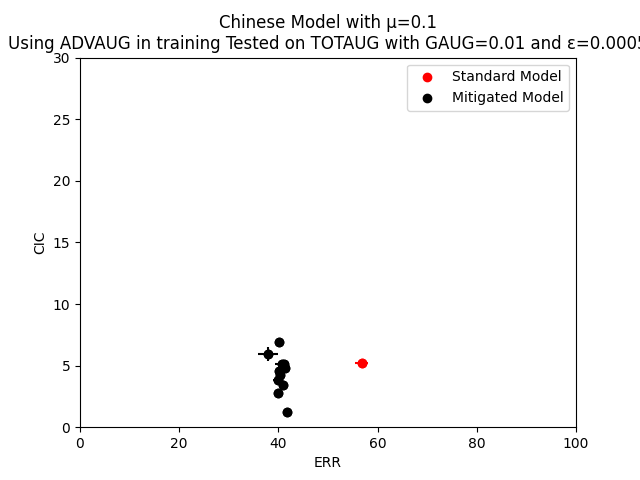 Chinese Model with μ=0.1
Using ADVAUG in training Tested on TOTAUG with GAUG=0.01 and ε=0.0005
Standard Model
Mitigated Model
30
25
20
15
10
5
0
CIC
0 20 40 60 80 100
ERR